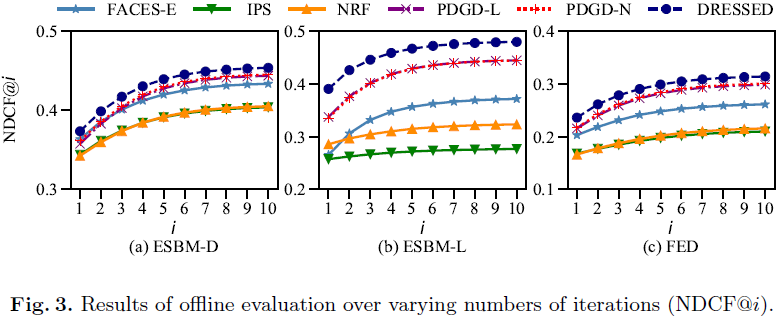 FACES-E IPS NRF PDGD-L PDGD-N DRESSED
NDCF@i
0.5 0.4 0.3
1 2 3 4 5 6 7 8 9 10
i
(a) ESBM-D
0.5 0.4 0.3 0.2
1 2 3 4 5 6 7 8 9 10
i
(b) ESBM-L
0.4 0.3 0.2 0.1
1 2 3 4 5 6 7 8 9 10
i
(c) FED
Fig. 3. Results of offline evaluation over varying numbers of iterations (NDCF@i).